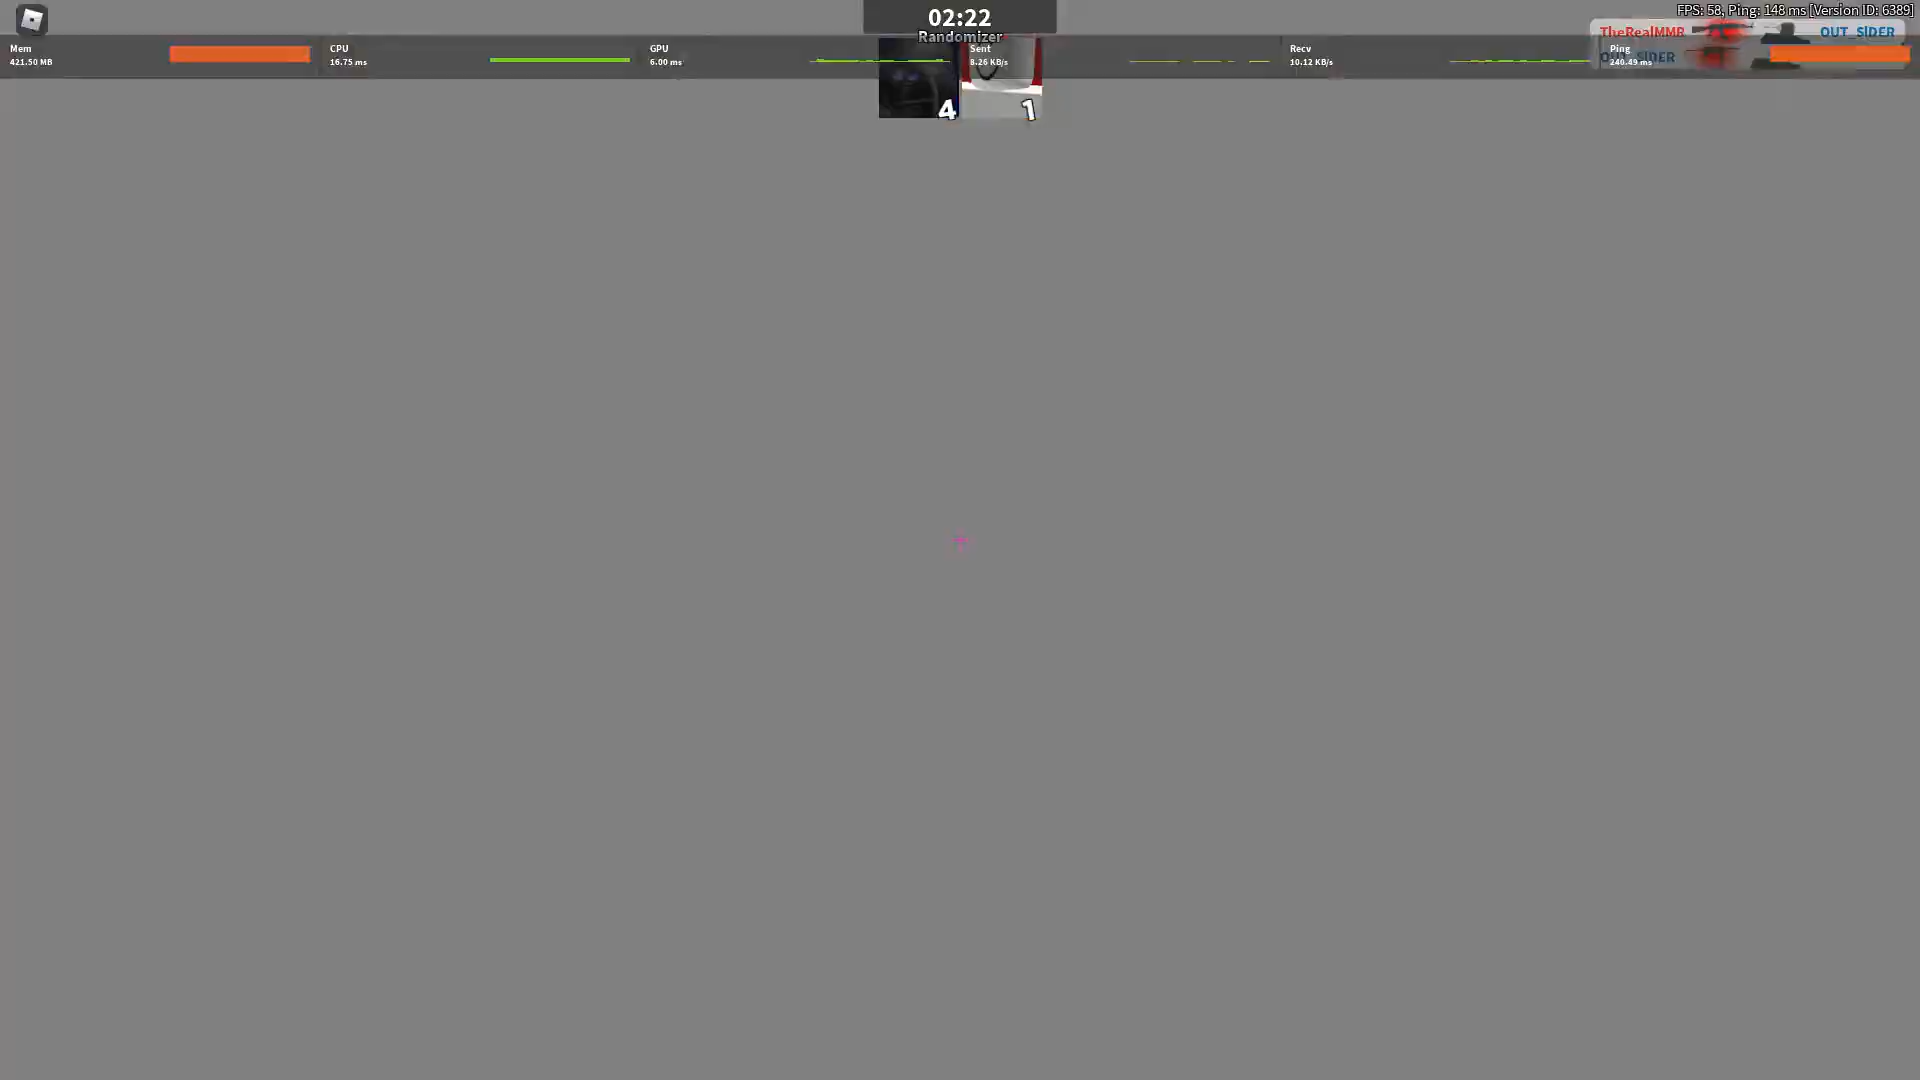 02:22
Randomizer
FPS: 58, Ping: 148 ms [Version ID: 6389]
TheRealMMR OUT_SIDER
Mem
421.50 MB
CPU
16.75 ms
GPU
6.00 ms
Sent
8.26 KB/s
Recv
10.12 KB/s
Ping
240.49 ms
4
1